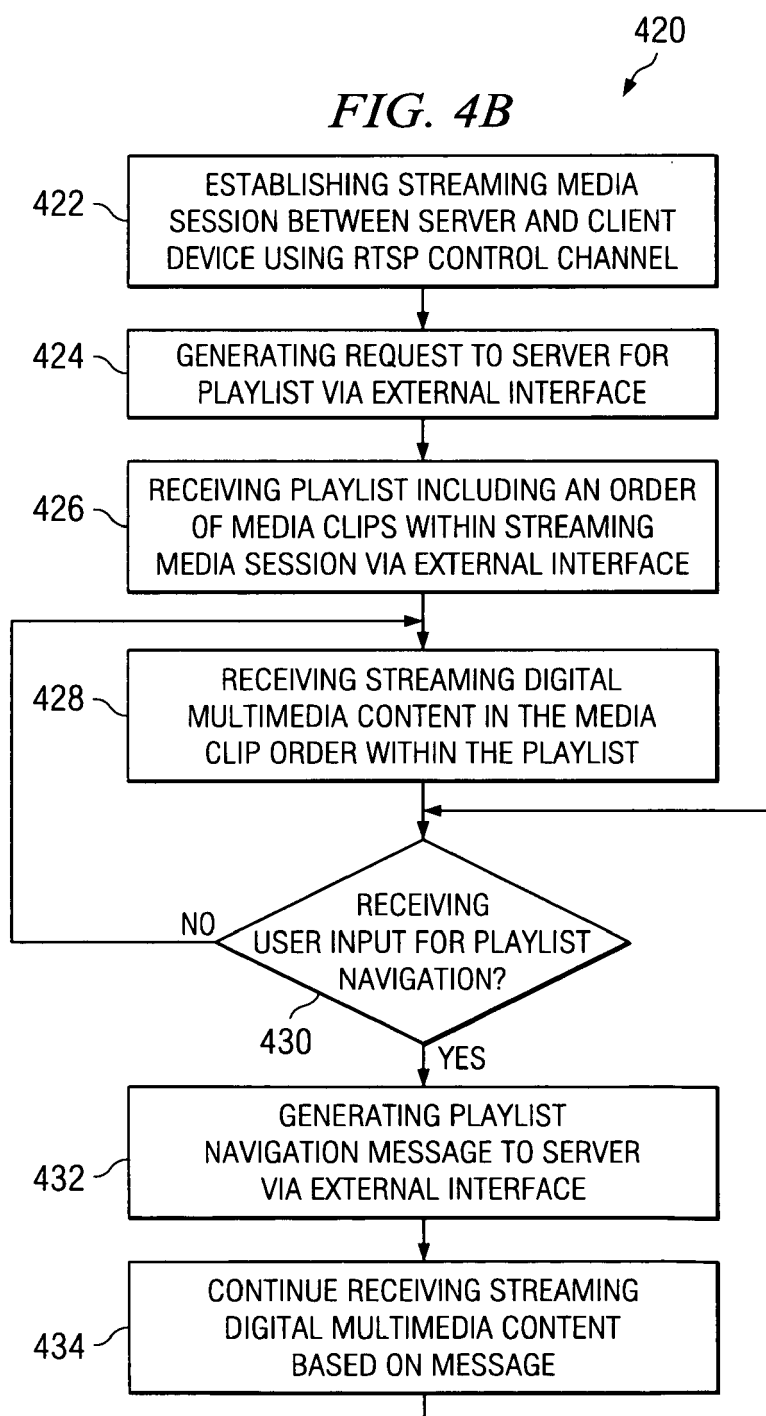 420
FIG. 4B
422
ESTABLISHING STREAMING MEDIA
SESSION BETWEEN SERVER AND CLIENT
DEVICE USING RTSP CONTROL CHANNEL
424
GENERATING REQUEST TO SERVER FOR
PLAYLIST VIA EXTERNAL INTERFACE
426
RECEIVING PLAYLIST INCLUDING AN ORDER
OF MEDIA CLIPS WITHIN STREAMING
MEDIA SESSION VIA EXTERNAL INTERFACE
428
RECEIVING STREAMING DIGITAL
MULTIMEDIA CONTENT IN THE MEDIA
CLIP ORDER WITHIN THE PLAYLIST
NO
RECEIVING
USER INPUT FOR PLAYLIST
NAVIGATION?
430
YES
432
GENERATING PLAYLIST
NAVIGATION MESSAGE TO SERVER
VIA EXTERNAL INTERFACE
434
CONTINUE RECEIVING STREAMING
DIGITAL MULTIMEDIA CONTENT
BASED ON MESSAGE